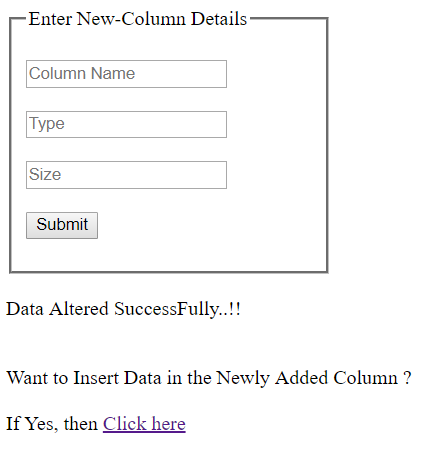 Enter New-Column Details
Column Name
Type
Size
Submit
Data Altered SuccessFully..!!
Want to Insert Data in the Newly Added Column ?
If Yes, then Click here